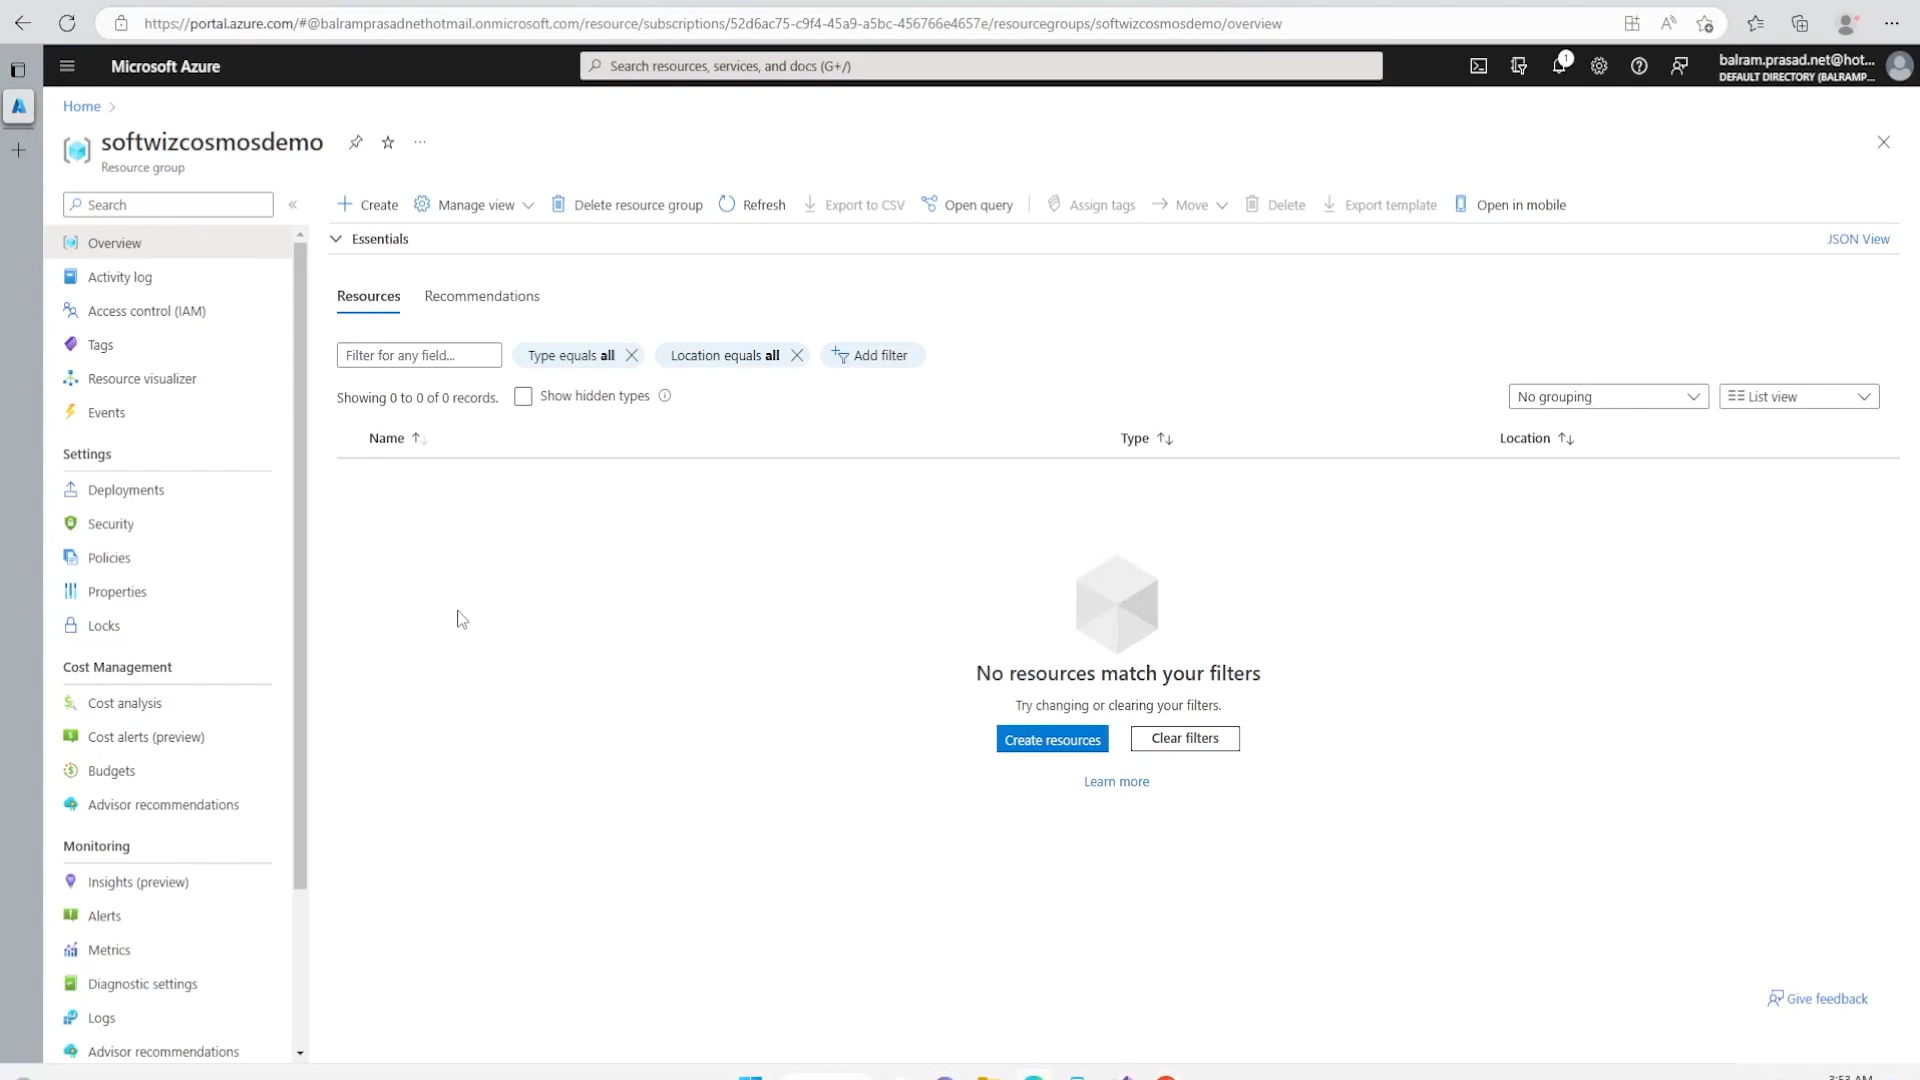 https://portal.azure.com/#@balramprasadnethotmail.onmicrosoft.com/resource/subscriptions/52d6ac75-c9f4-45a9-a5bc-456766e4657e/resourcegroups/softwizcosmosdemo/overview
Microsoft Azure
Search resources, services, and docs (G+/)
1
balram.prasad.net@hot...
DEFAULT DIRECTORY (BALRAMP...
Home
softwizcosmosdemo
Resource group
Search
Create
Manage view
Delete resource group
Refresh
Export to CSV
Open query
Assign tags
Move
Delete
Export template
Open in mobile
Overview
Activity log
Access control (IAM)
Tags
Resource visualizer
Events
Settings
Deployments
Security
Policies
Properties
Locks
Cost Management
Cost analysis
Cost alerts (preview)
Budgets
Advisor recommendations
Monitoring
Insights (preview)
Alerts
Metrics
Diagnostic settings
Logs
Advisor recommendations
Essentials
JSON View
Resources
Recommendations
Filter for any field...
Type equals all
Location equals all
Add filter
Showing 0 to 0 of 0 records.
Show hidden types
No grouping
List view
Name
Type
Location
No resources match your filters
Try changing or clearing your filters.
Create resources
Clear filters
Learn more
Give feedback
3:53 AM